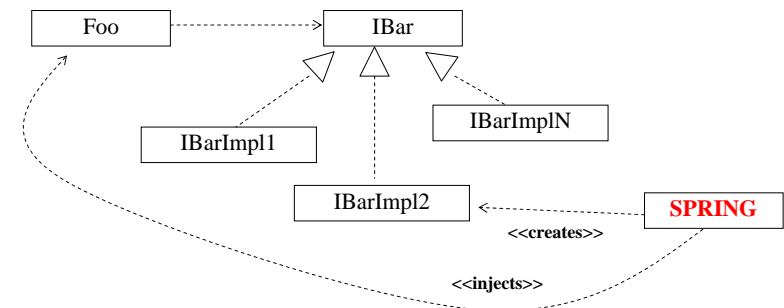 Foo
IBar
IBarImpl1
IBarImplN
IBarImpl2
SPRING
<<creates>>
<<injects>>